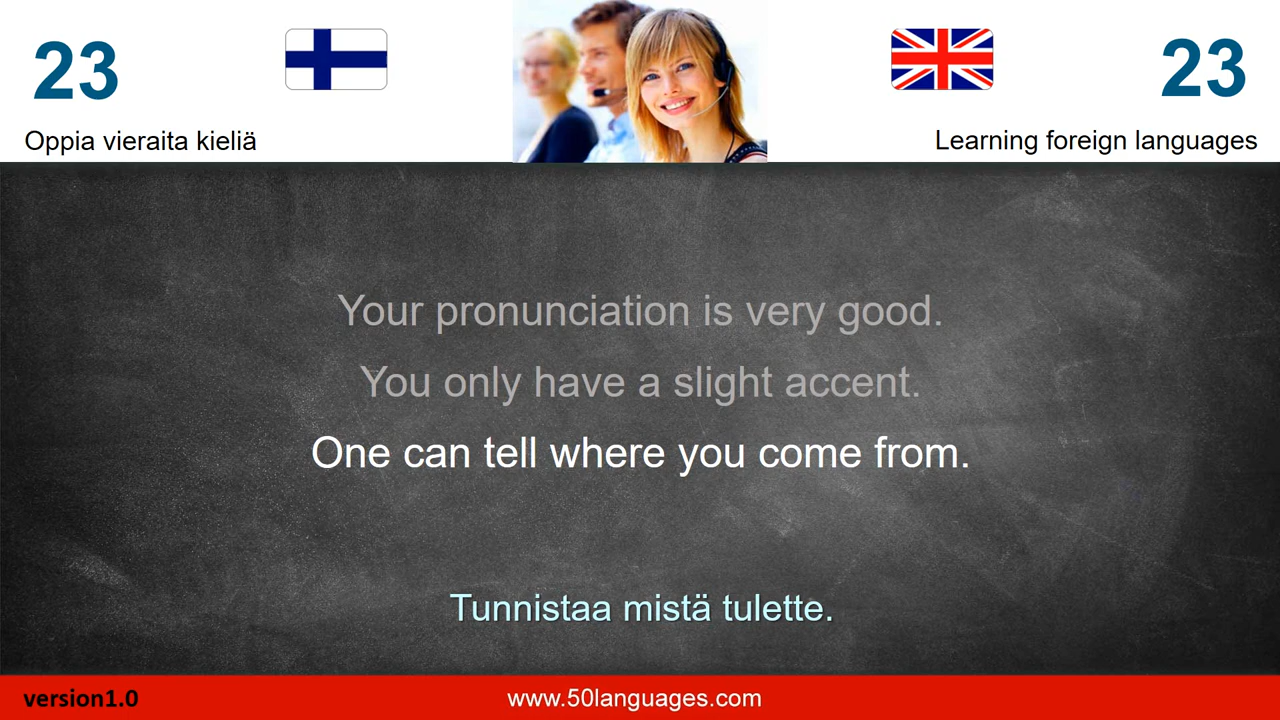 23
23
Oppia vieraita kieliä
Learning foreign languages
Your pronunciation is very good.
You only have a slight accent.
One can tell where you come from.
Tunnistaa mistä tulette.
version1.0
www.50languages.com